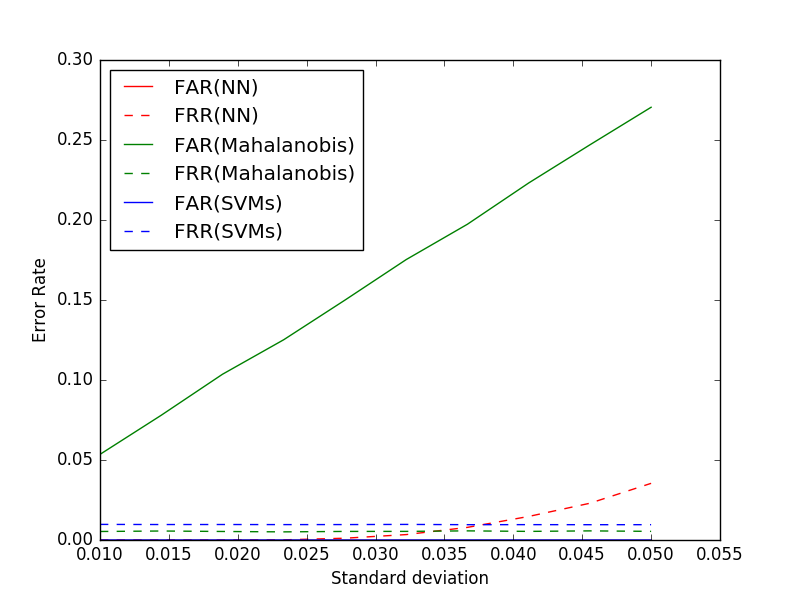 0.30
0.25
0.20
0.15
0.10
0.05
0.00
Error Rate
FAR(NN)
FRR(NN)
FAR(Mahalanobis)
FRR(Mahalanobis)
FAR(SVMs)
FRR(SVMs)
0.010 0.015 0.020 0.025 0.030 0.035 0.040 0.045 0.050 0.055
Standard deviation